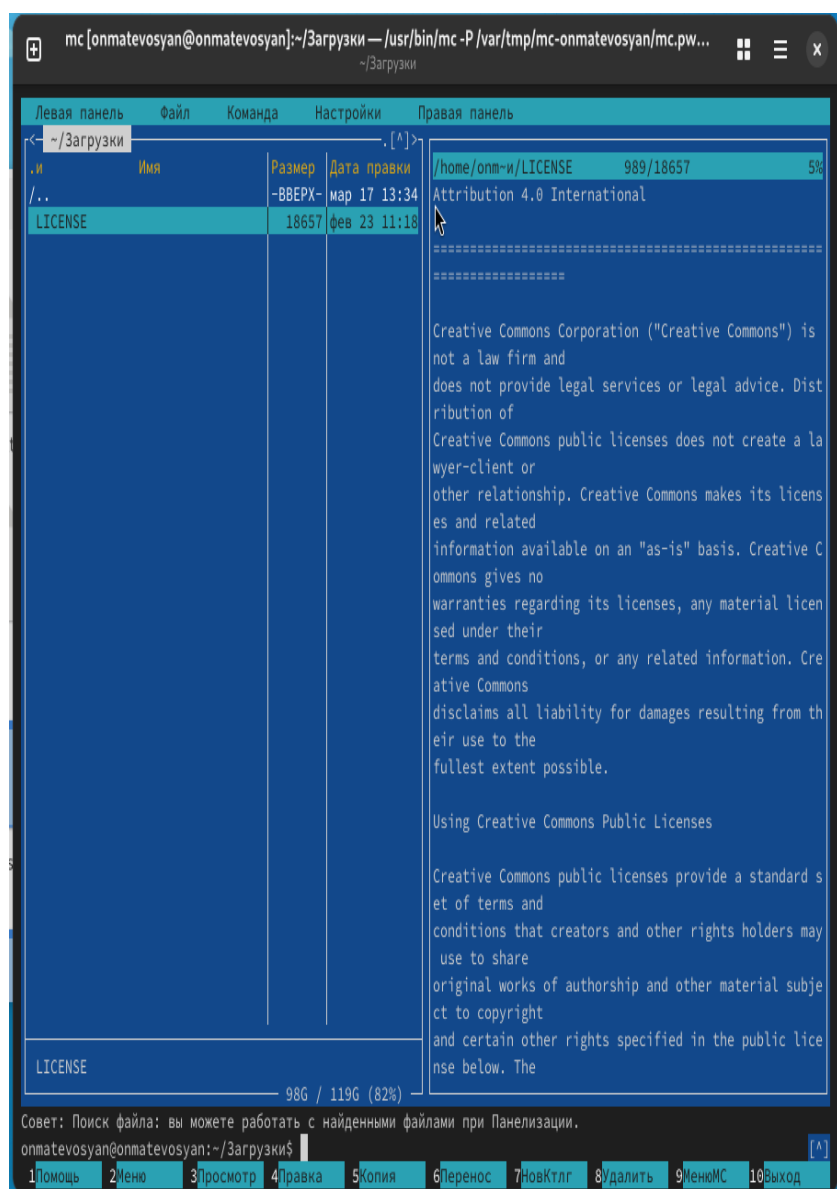 mc [onmatevosyan@onmatevosyan]:~/Загрузки — /usr/bin/mc -P /var/tmp/mc-onmatevosyan/mc.pw...
~/Загрузки
Левая панель Файл Команда Настройки Правая панель
<— ~/Загрузки .[^]>
.и Имя Размер Дата правки
/.. -ВВЕРХ- мар 17 13:34
LICENSE 18657 фев 23 11:18
LICENSE
98G / 119G (82%)
/home/onm~и/LICENSE 989/18657 5%
Attribution 4.0 International
=====================================================
==================
Creative Commons Corporation ("Creative Commons") is
not a law firm and
does not provide legal services or legal advice. Dist
ribution of
Creative Commons public licenses does not create a la
wyer-client or
other relationship. Creative Commons makes its licens
es and related
information available on an "as-is" basis. Creative C
ommons gives no
warranties regarding its licenses, any material licen
sed under their
terms and conditions, or any related information. Cre
ative Commons
disclaims all liability for damages resulting from th
eir use to the
fullest extent possible.
Using Creative Commons Public Licenses
Creative Commons public licenses provide a standard s
et of terms and
conditions that creators and other rights holders may
use to share
original works of authorship and other material subje
ct to copyright
and certain other rights specified in the public lice
nse below. The
Совет: Поиск файла: вы можете работать с найденными файлами при Панелизации.
onmatevosyan@onmatevosyan:~/Загрузки$ [^]
1Помощь 2Меню 3Просмотр 4Правка 5Копия 6Перенос 7НовКтлг 8Удалить 9МенюMC 10Выход